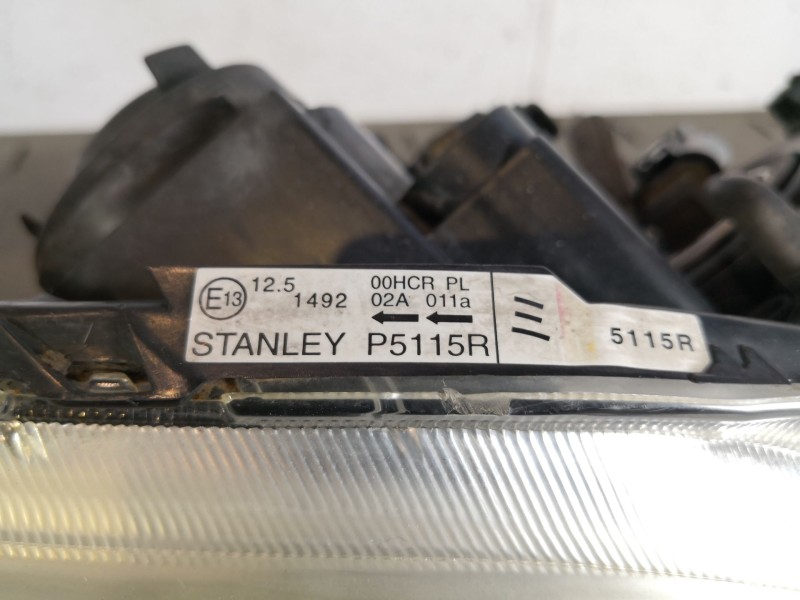 E13 12.5 00HCR PL
1492 02A 011a
STANLEY P5115R
5115R